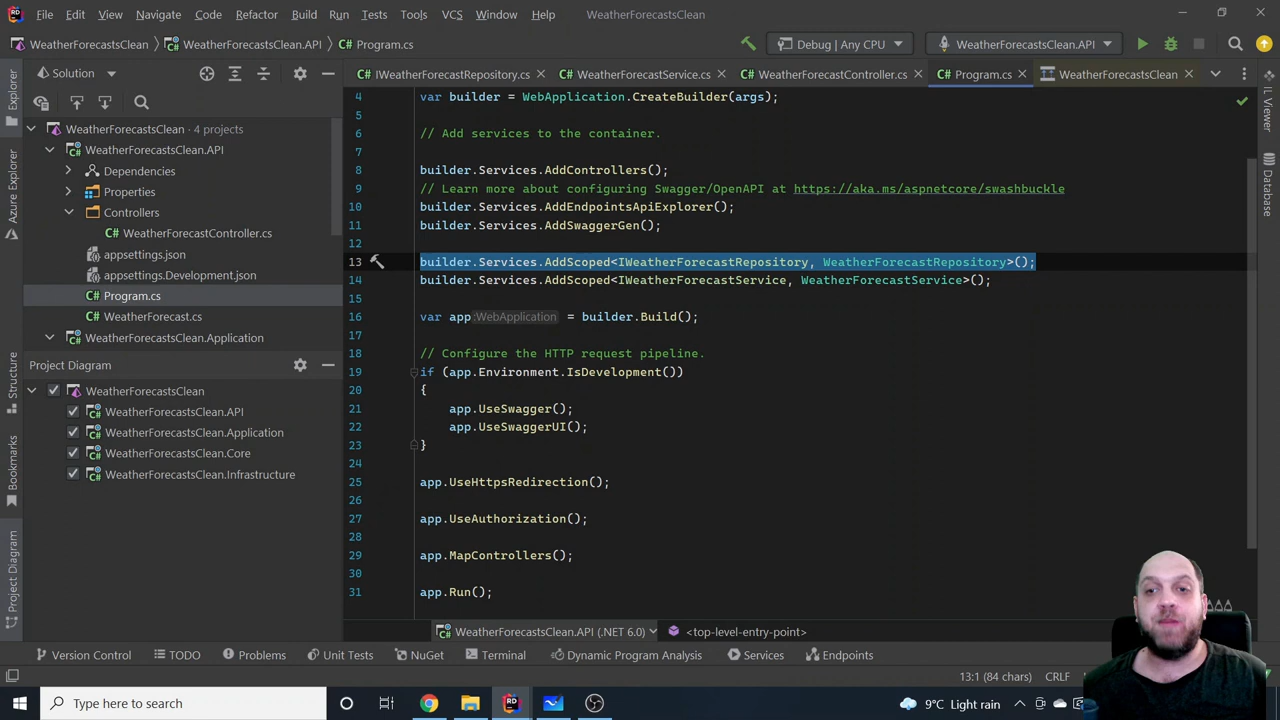 File Edit View Navigate Code Refactor Build Run Tests Tools VCS Window Help WeatherForecastsClean
WeatherForecastsClean WeatherForecastsClean.API Program.cs Debug | Any CPU WeatherForecastsClean.API
Solution
IWeatherForecastRepository.cs WeatherForecastService.cs WeatherForecastController.cs Program.cs WeatherForecastsClean
Explorer
Azure Explorer
Structure
Bookmarks
Project Diagram
WeatherForecastsClean · 4 projects
WeatherForecastsClean.API
Dependencies
Properties
Controllers
WeatherForecastController.cs
appsettings.json
appsettings.Development.json
Program.cs
WeatherForecast.cs
WeatherForecastsClean.Application
Project Diagram
WeatherForecastsClean
WeatherForecastsClean.API
WeatherForecastsClean.Application
WeatherForecastsClean.Core
WeatherForecastsClean.Infrastructure
4 var builder = WebApplication.CreateBuilder(args);
5
6 // Add services to the container.
7
8 builder.Services.AddControllers();
9 // Learn more about configuring Swagger/OpenAPI at https://aka.ms/aspnetcore/swashbuckle
10 builder.Services.AddEndpointsApiExplorer();
11 builder.Services.AddSwaggerGen();
12
13 builder.Services.AddScoped<IWeatherForecastRepository, WeatherForecastRepository>();
14 builder.Services.AddScoped<IWeatherForecastService, WeatherForecastService>();
15
16 var app :WebApplication = builder.Build();
17
18 // Configure the HTTP request pipeline.
19 if (app.Environment.IsDevelopment())
20 {
21 app.UseSwagger();
22 app.UseSwaggerUI();
23 }
24
25 app.UseHttpsRedirection();
26
27 app.UseAuthorization();
28
29 app.MapControllers();
30
31 app.Run();
IL Viewer
Database
WeatherForecastsClean.API (.NET 6.0) <top-level-entry-point>
Version Control TODO Problems Unit Tests NuGet Terminal Dynamic Program Analysis Services Endpoints
13:1 (84 chars) CRLF
Type here to search
9°C Light rain